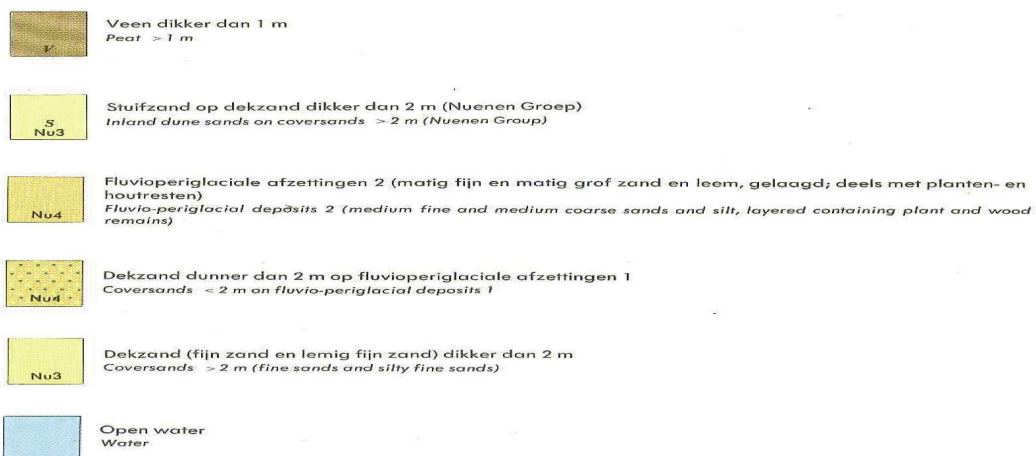 Veen dikker dan 1 m
Peat > 1 m
V
Stuifzand op dekzand dikker dan 2 m (Nuenen Groep)
Inland dune sands on coversands > 2 m (Nuenen Group)
S
Nu3
Fluvioperiglaciale afzettingen 2 (matig fijn en matig grof zand en leem, gelaagd; deels met planten- en
houtresten)
Fluvio-periglacial deposits 2 (medium fine and medium coarse sands and silt, layered containing plant and wood
remains)
Nu4
Dekzand dunner dan 2 m op fluvioperiglaciale afzettingen 1
Coversands < 2 m on fluvio-periglacial deposits 1
Nu4
Dekzand (fijn zand en lemig fijn zand) dikker dan 2 m
Coversands > 2 m (fine sands and silty fine sands)
Nu3
Open water
Water